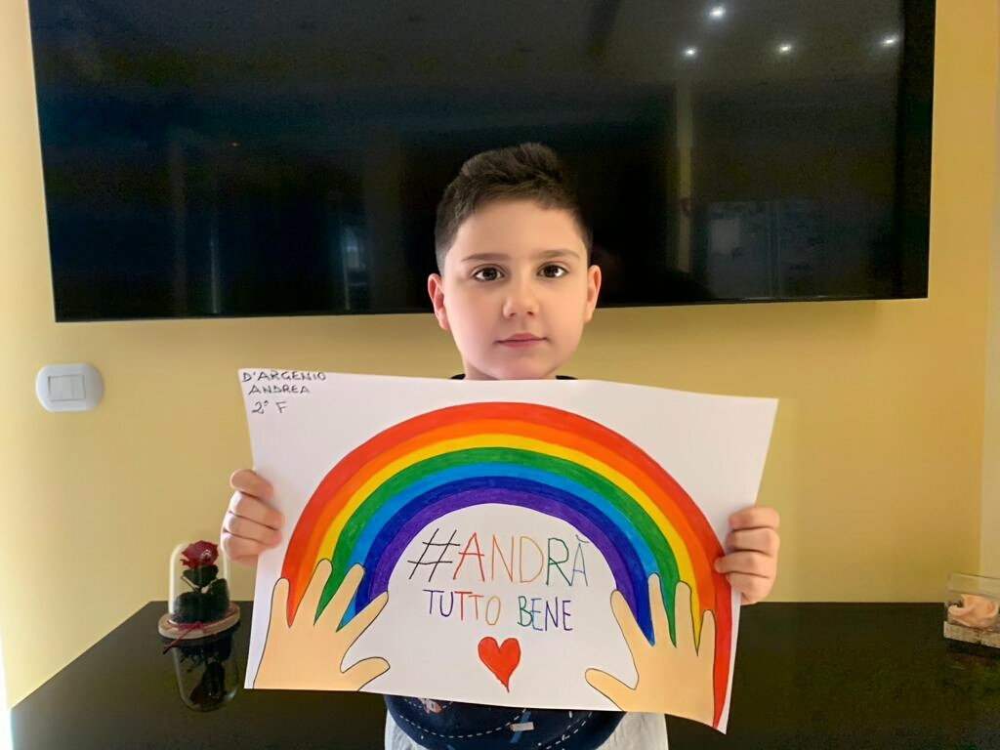 D'ARGENIO
ANDREA
2° F
#ANDRÀ
TUTTO BENE